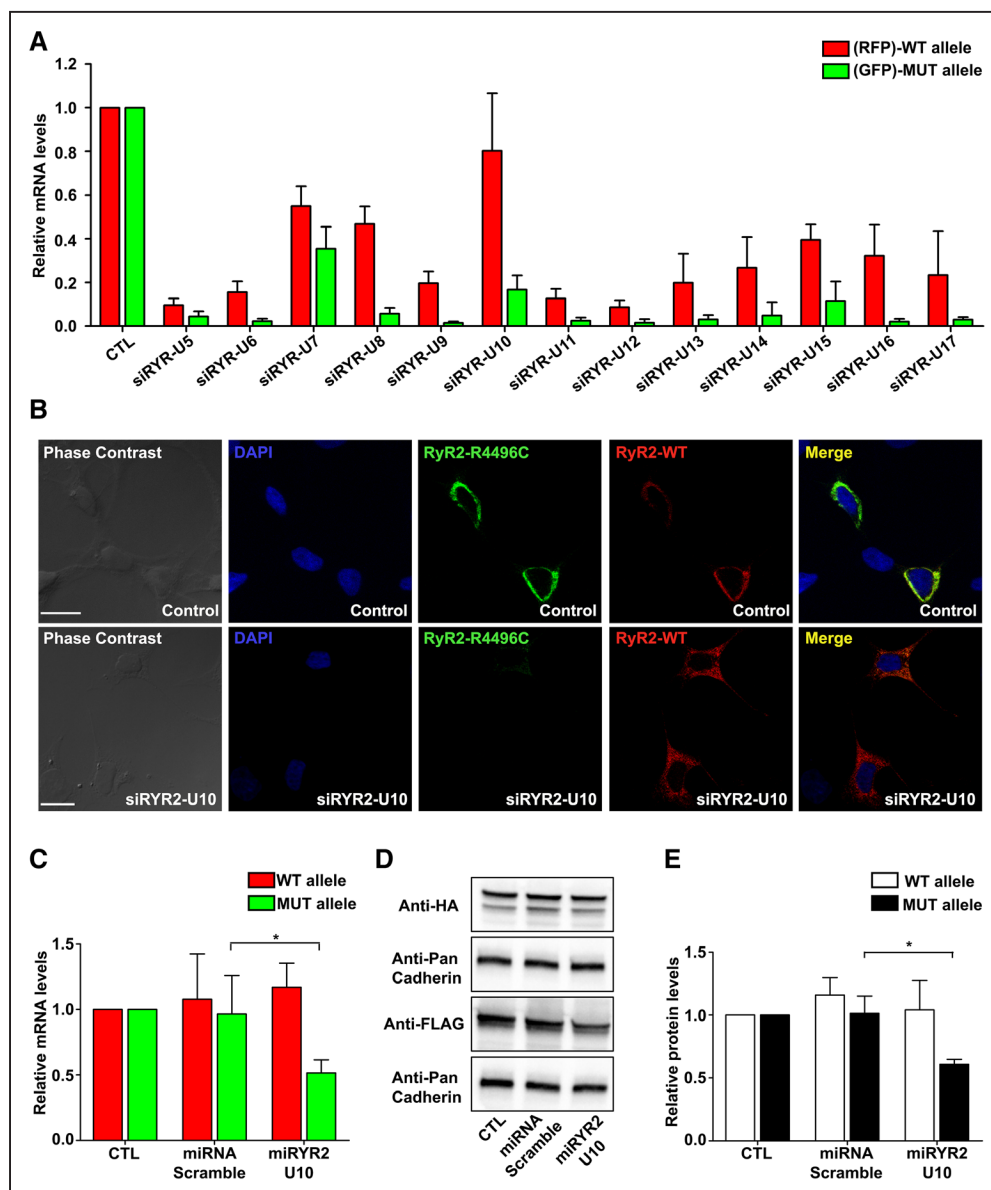 A
(RFP)-WT allele
(GFP)-MUT allele
Relative mRNA levels
1.2
1.0
0.8
0.6
0.4
0.2
0.0
CTL
siRYR-U5
siRYR-U6
siRYR-U7
siRYR-U8
siRYR-U9
siRYR-U10
siRYR-U11
siRYR-U12
siRYR-U13
siRYR-U14
siRYR-U15
siRYR-U16
siRYR-U17
B
Phase Contrast
Control
DAPI
RyR2-R4496C
Control
RyR2-WT
Merge
Control
Phase Contrast
siRYR2-U10
DAPI
siRYR2-U10
RyR2-R4496C
siRYR2-U10
RyR2-WT
siRYR2-U10
Merge
siRYR2-U10
C
WT allele
MUT allele
Relative mRNA levels
1.5
1.0
0.5
0.0
*
CTL
miRNA
Scramble
miRYR2
U10
D
Anti-HA
Anti-Pan
Cadherin
Anti-FLAG
Anti-Pan
Cadherin
CTL
miRNA
Scramble
miRYR2
U10
E
WT allele
MUT allele
Relative protein levels
1.5
1.0
0.5
0.0
*
CTL
miRNA
Scramble
miRYR2
U10